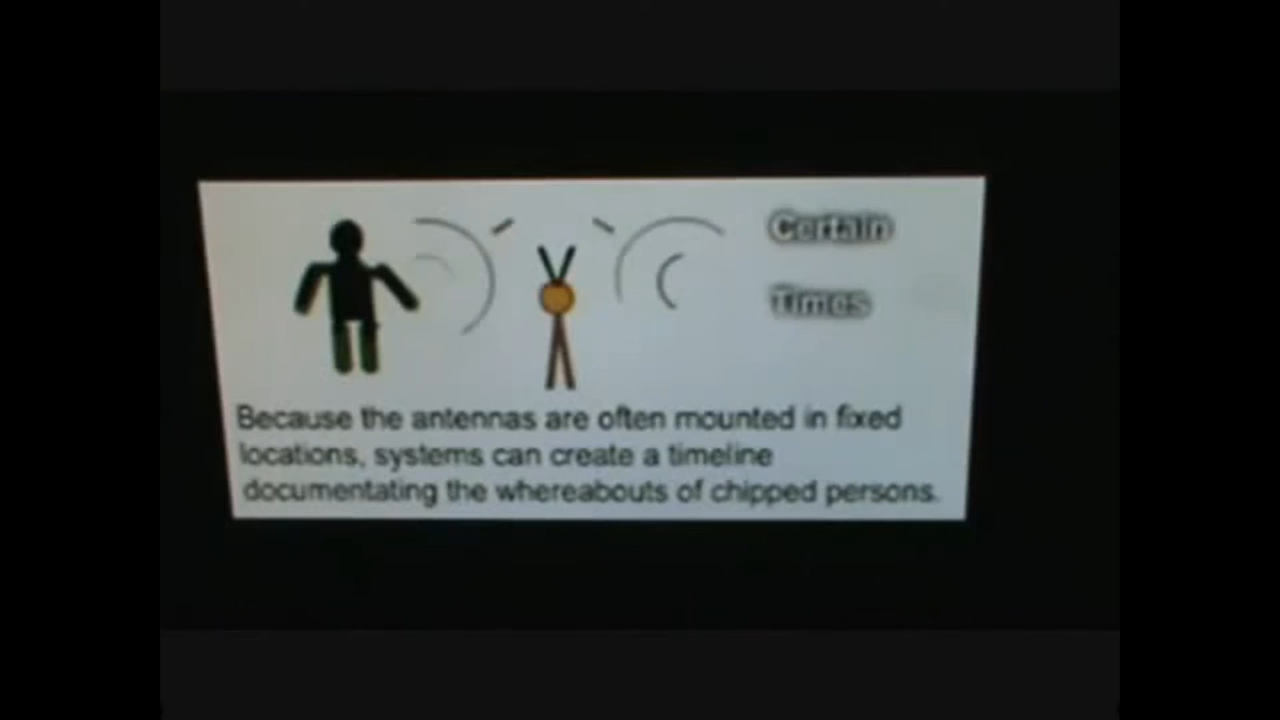 Certain
Times
Because the antennas are often mounted in fixed
locations, systems can create a timeline
documentating the whereabouts of chipped persons.